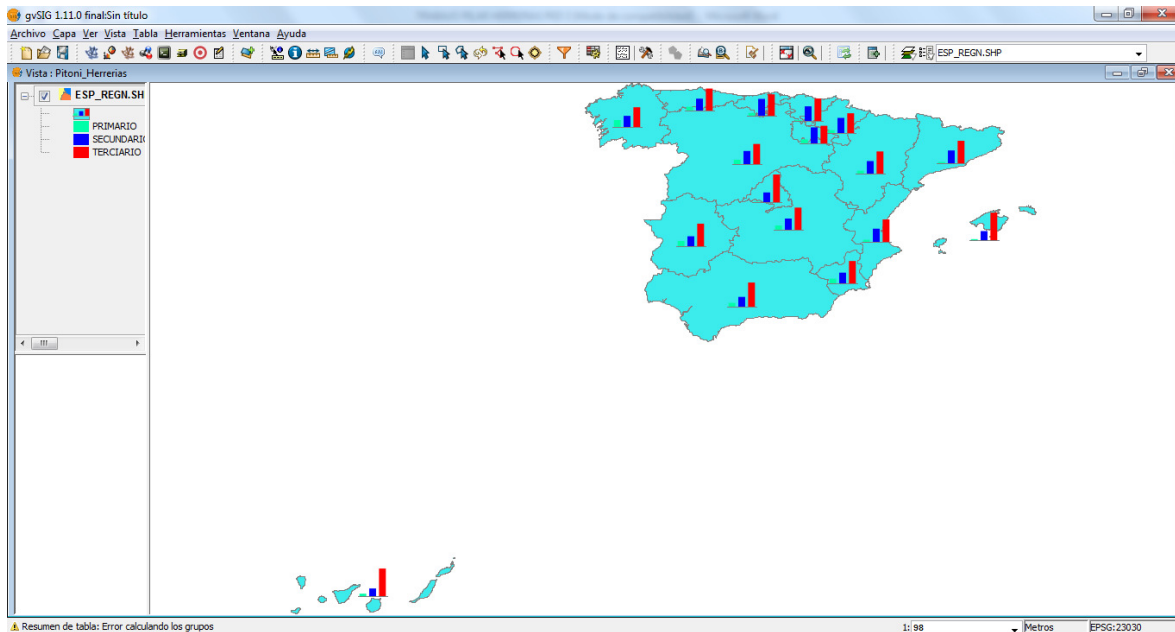 gvSIG 1.11.0 final:Sin título
Archivo Capa Ver Vista Tabla Herramientas Ventana Ayuda
ESP_REGN.SHP
Vista : Pitoni_Herrerias
ESP_REGN.SH
PRIMARIO
SECUNDARIO
TERCIARIO
Resumen de tabla: Error calculando los grupos
1: 98
Metros
EPSG:23030